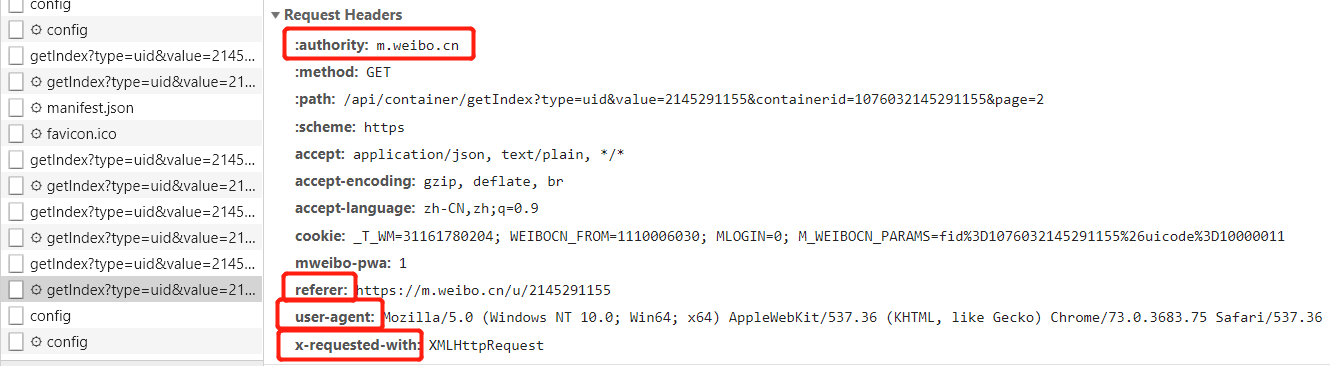 config
config
getIndex?type=uid&value=2145...
getIndex?type=uid&value=21...
manifest.json
favicon.ico
getIndex?type=uid&value=2145...
getIndex?type=uid&value=21...
getIndex?type=uid&value=2145...
getIndex?type=uid&value=21...
getIndex?type=uid&value=2145...
getIndex?type=uid&value=21...
config
config
Request Headers
:authority: m.weibo.cn
:method: GET
:path: /api/container/getIndex?type=uid&value=2145291155&containerid=1076032145291155&page=2
:scheme: https
accept: application/json, text/plain, */*
accept-encoding: gzip, deflate, br
accept-language: zh-CN,zh;q=0.9
cookie: _T_WM=31161780204; WEIBOCN_FROM=1110006030; MLOGIN=0; M_WEIBOCN_PARAMS=fid%3D1076032145291155%26uicode%3D10000011
mweibo-pwa: 1
referer: https://m.weibo.cn/u/2145291155
user-agent: Mozilla/5.0 (Windows NT 10.0; Win64; x64) AppleWebKit/537.36 (KHTML, like Gecko) Chrome/73.0.3683.75 Safari/537.36
x-requested-with: XMLHttpRequest